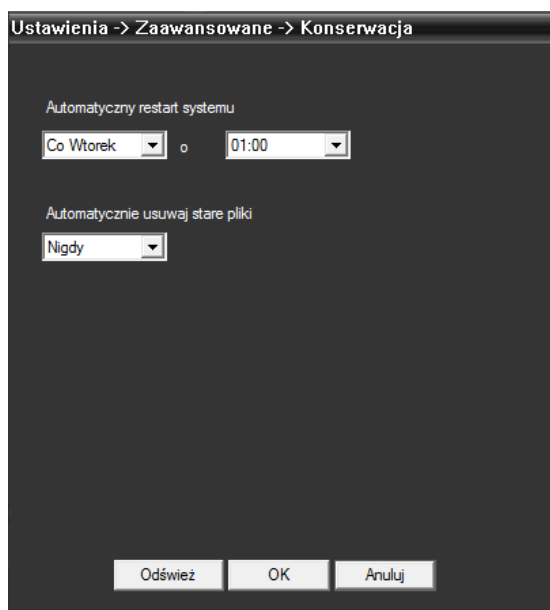 Ustawienia -> Zaawansowane -> Konserwacja
Automatyczny restart systemu
Co Wtorek o 01:00
Automatycznie usuwaj stare pliki
Nigdy
Odśwież OK Anuluj